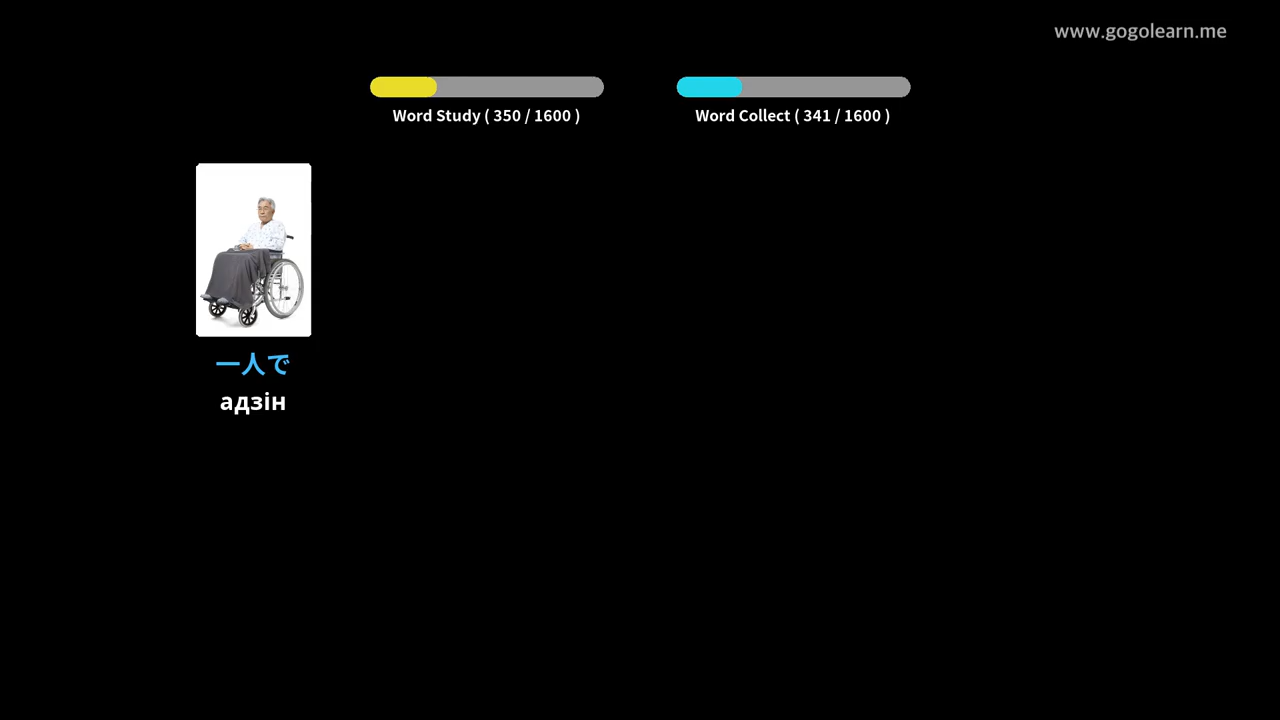 www.gogolearn.me
Word Study ( 350 / 1600 )
Word Collect ( 341 / 1600 )
一人で
адзін